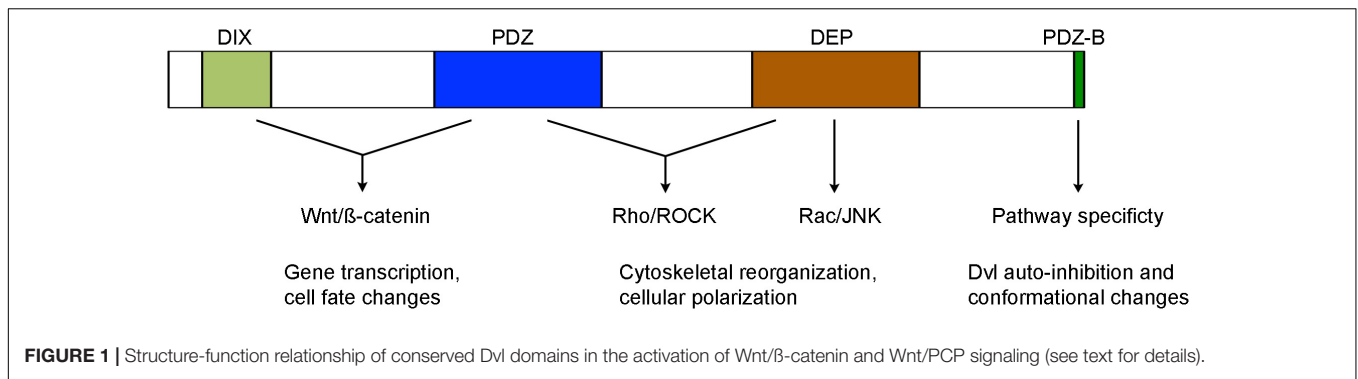 DIX PDZ DEP PDZ-B
Wnt/ß-catenin Rho/ROCK Rac/JNK Pathway specificty
Gene transcription, Cytoskeletal reorganization, Dvl auto-inhibition and
cell fate changes cellular polarization conformational changes
FIGURE 1 | Structure-function relationship of conserved Dvl domains in the activation of Wnt/ß-catenin and Wnt/PCP signaling (see text for details).